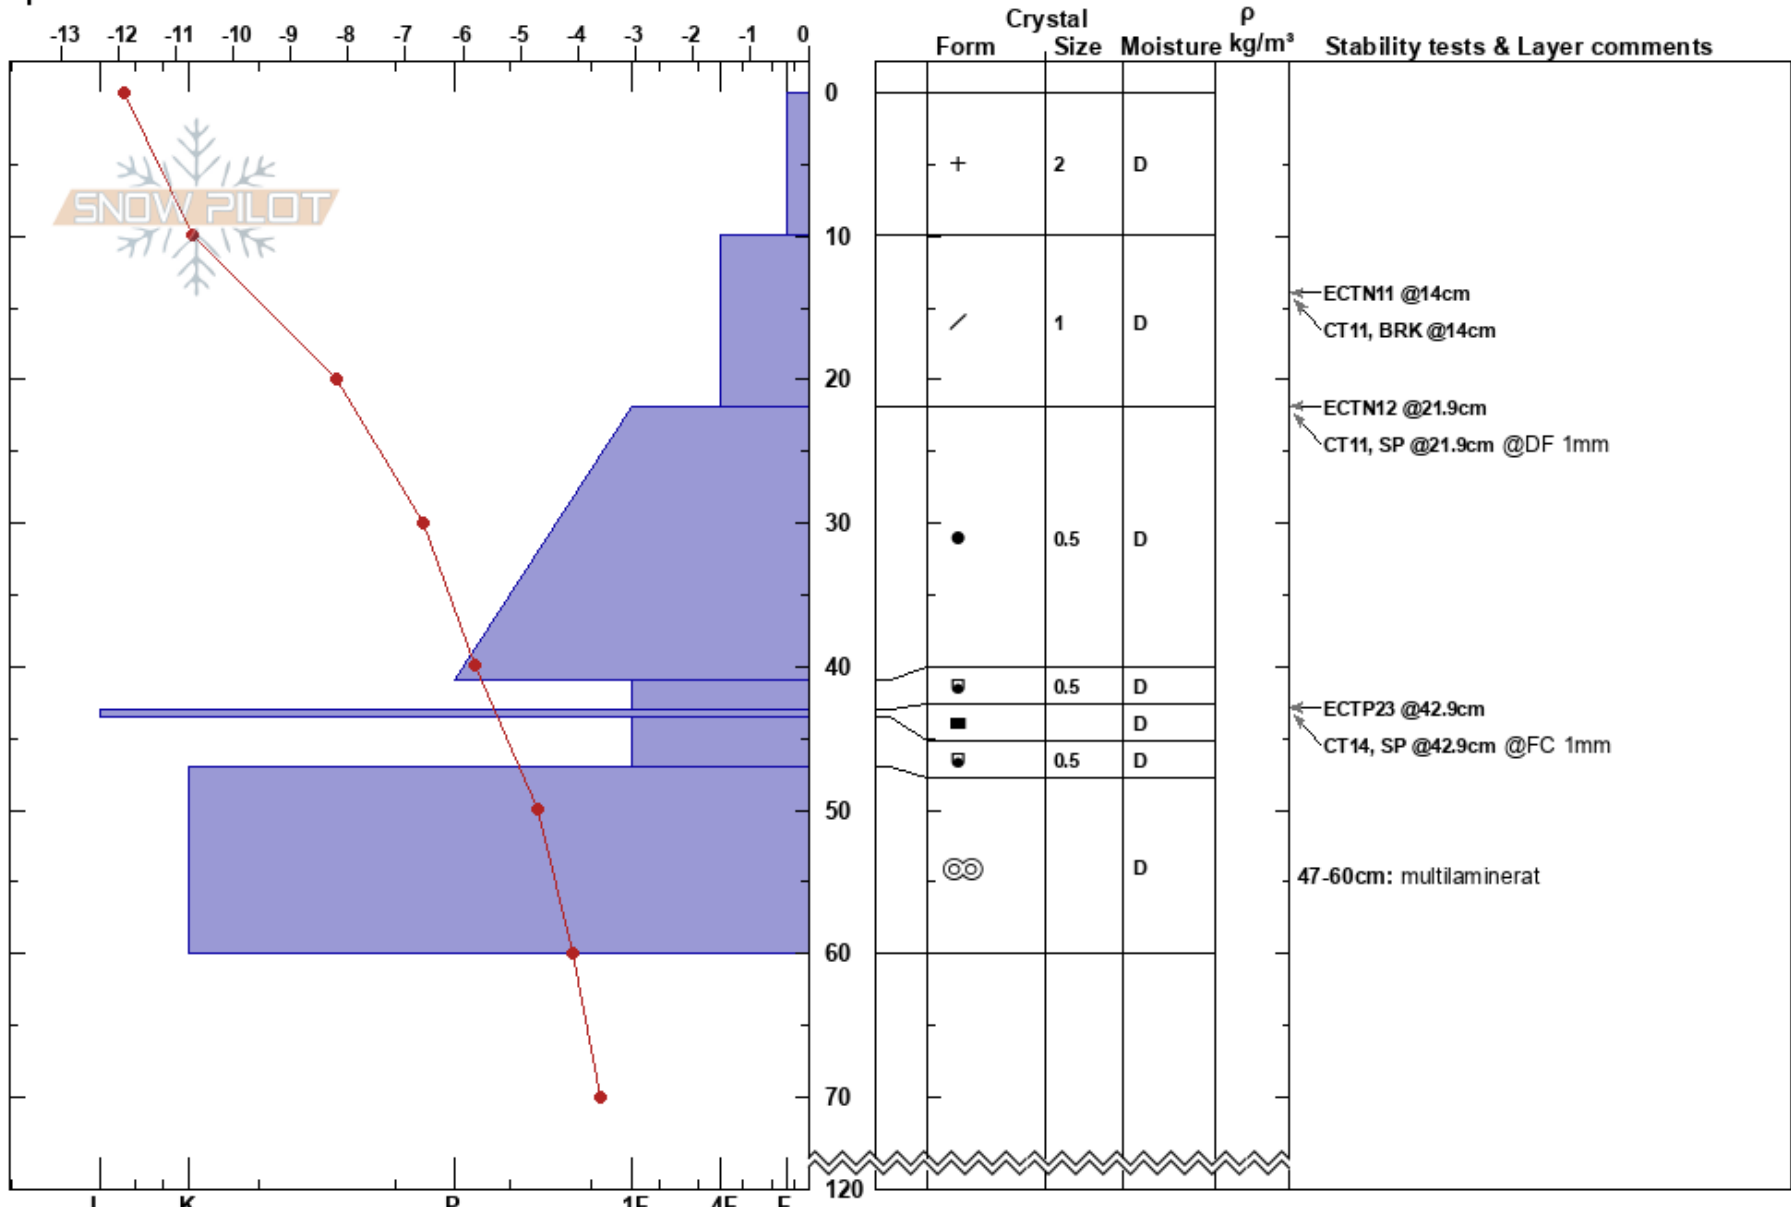 Crystal ρ
-13 -12 -11 -10 -9 -8 -7 -6 -5 -4 -3 -2 -1 0 Form Size Moisture kg/m³ Stability tests & Layer comments
0
SNOW PILOT
+ 2 D
10
ECTN11 @14cm
1 D
CT11, BRK @14cm
20
ECTN12 @21.9cm
CT11, SP @21.9cm @DF 1mm
30
0.5 D
40
0.5 D
ECTP23 @42.9cm
D
CT14, SP @42.9cm @FC 1mm
0.5 D
50
D
47-60cm: multilaminerat
60
70
120
I K P 1F 4F F